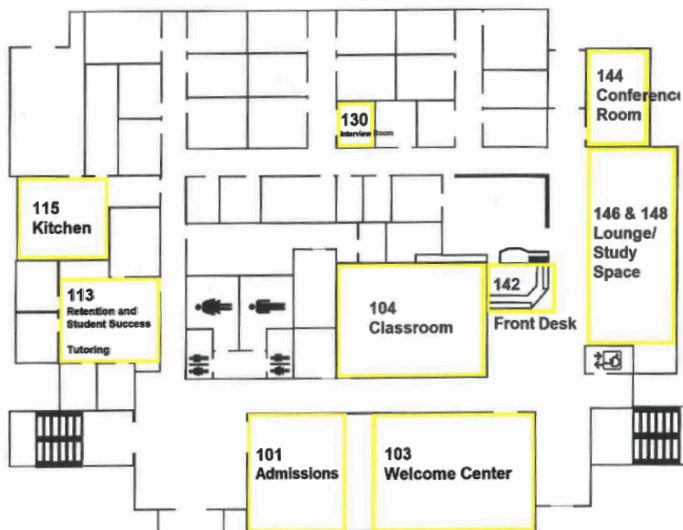 144
Conference
Room
130
Interview Room
115
Kitchen
146 & 148
Lounge/
Study
Space
113
Retention and
Student Success
Tutoring
104
Classroom
142
Front Desk
101
Admissions
103
Welcome Center